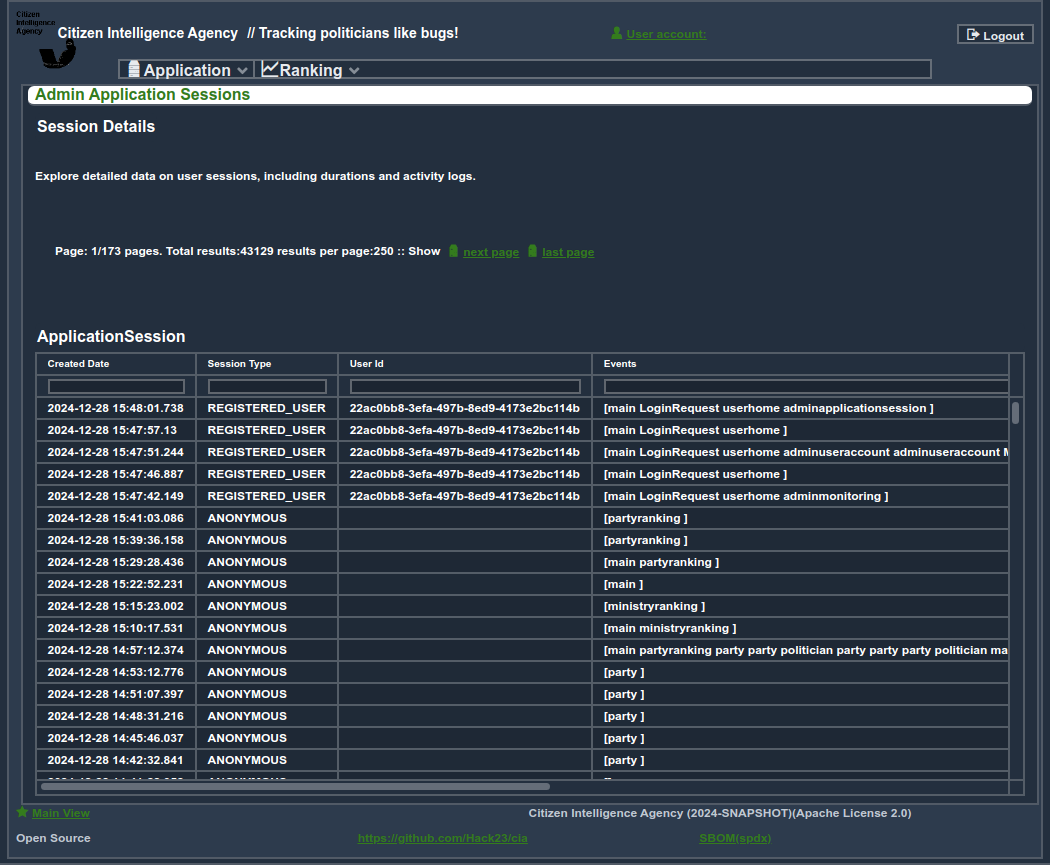 Citizen
Intelligence
Agency
Citizen Intelligence Agency // Tracking politicians like bugs!
User account:
Logout
Application
Ranking
Admin Application Sessions
Session Details
Explore detailed data on user sessions, including durations and activity logs.
Page: 1/173 pages. Total results:43129 results per page:250 :: Show next page last page
ApplicationSession
Created Date Session Type User Id Events
2024-12-28 15:48:01.738 REGISTERED_USER 22ac0bb8-3efa-497b-8ed9-4173e2bc114b [main LoginRequest userhome adminapplicationsession ]
2024-12-28 15:47:57.13 REGISTERED_USER 22ac0bb8-3efa-497b-8ed9-4173e2bc114b [main LoginRequest userhome ]
2024-12-28 15:47:51.244 REGISTERED_USER 22ac0bb8-3efa-497b-8ed9-4173e2bc114b [main LoginRequest userhome adminuseraccount adminuseraccount
2024-12-28 15:47:46.887 REGISTERED_USER 22ac0bb8-3efa-497b-8ed9-4173e2bc114b [main LoginRequest userhome ]
2024-12-28 15:47:42.149 REGISTERED_USER 22ac0bb8-3efa-497b-8ed9-4173e2bc114b [main LoginRequest userhome adminmonitoring ]
2024-12-28 15:41:03.086 ANONYMOUS [partyranking ]
2024-12-28 15:39:36.158 ANONYMOUS [partyranking ]
2024-12-28 15:29:28.436 ANONYMOUS [main partyranking ]
2024-12-28 15:22:52.231 ANONYMOUS [main ]
2024-12-28 15:15:23.002 ANONYMOUS [ministryranking ]
2024-12-28 15:10:17.531 ANONYMOUS [main ministryranking ]
2024-12-28 14:57:12.374 ANONYMOUS [main partyranking party party politician party party party politician ma
2024-12-28 14:53:12.776 ANONYMOUS [party ]
2024-12-28 14:51:07.397 ANONYMOUS [party ]
2024-12-28 14:48:31.216 ANONYMOUS [party ]
2024-12-28 14:45:46.037 ANONYMOUS [party ]
2024-12-28 14:42:32.841 ANONYMOUS [party ]
Main View
Citizen Intelligence Agency (2024-SNAPSHOT)(Apache License 2.0)
Open Source
https://github.com/Hack23/cia
SBOM(spdx)